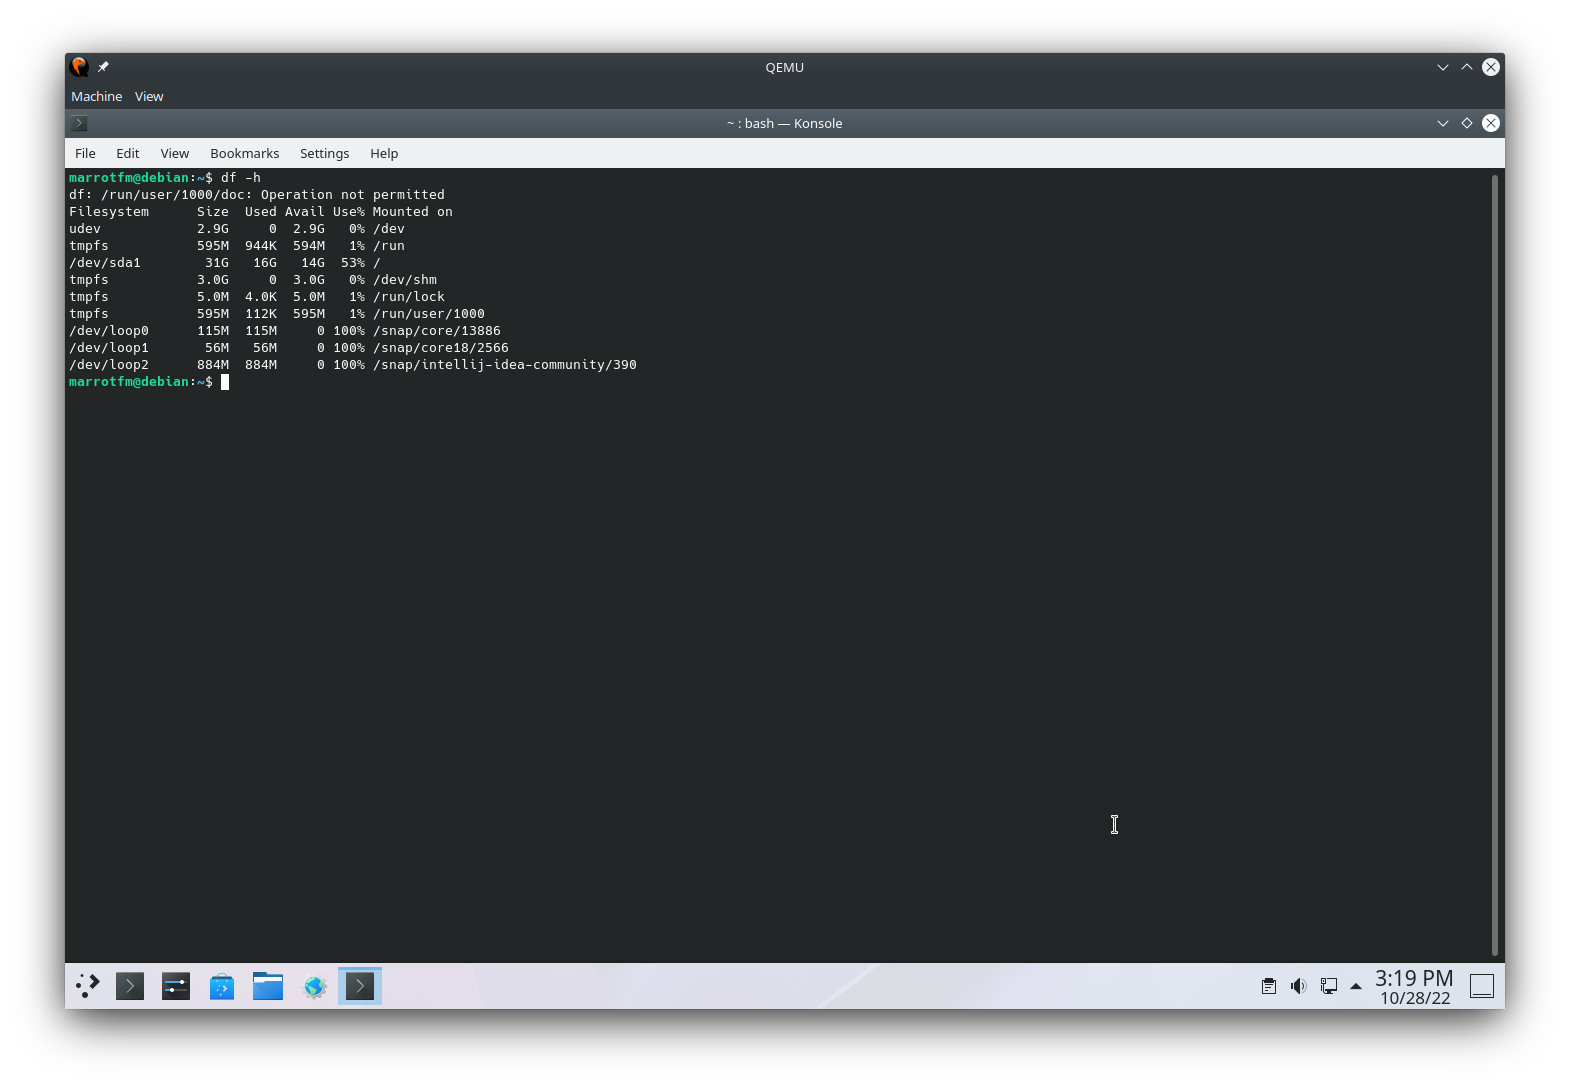 QEMU
Machine View
~ : bash — Konsole
File Edit View Bookmarks Settings Help
marrotfm@debian:~$ df -h
df: /run/user/1000/doc: Operation not permitted
Filesystem      Size  Used Avail Use% Mounted on
udev            2.9G     0  2.9G   0% /dev
tmpfs           595M  944K  594M   1% /run
/dev/sda1        31G   16G   14G  53% /
tmpfs           3.0G     0  3.0G   0% /dev/shm
tmpfs           5.0M  4.0K  5.0M   1% /run/lock
tmpfs           595M  112K  595M   1% /run/user/1000
/dev/loop0      115M  115M     0 100% /snap/core/13886
/dev/loop1       56M   56M     0 100% /snap/core18/2566
/dev/loop2      884M  884M     0 100% /snap/intellij-idea-community/390
marrotfm@debian:~$
3:19 PM
10/28/22